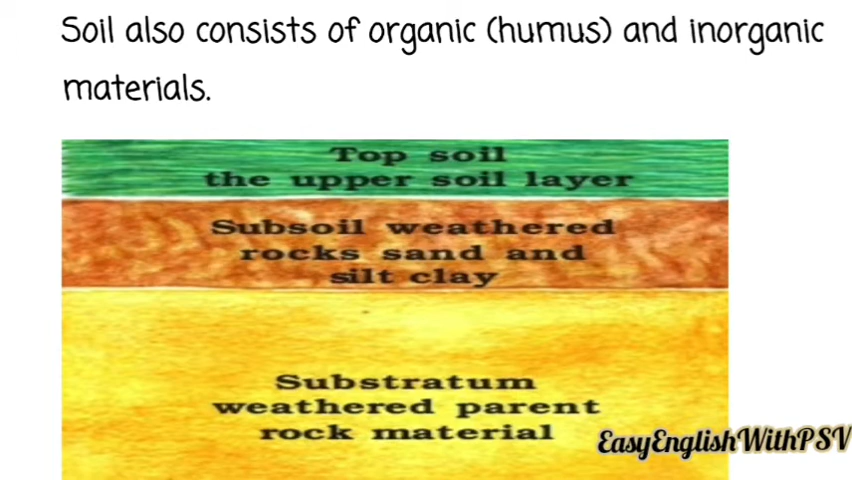 Soil also consists of organic (humus) and inorganic
materials.
Top soil
the upper soil layer
Subsoil weathered
rocks sand and
silt clay
Substratum
weathered parent
rock material
EasyEnglishWithPSV